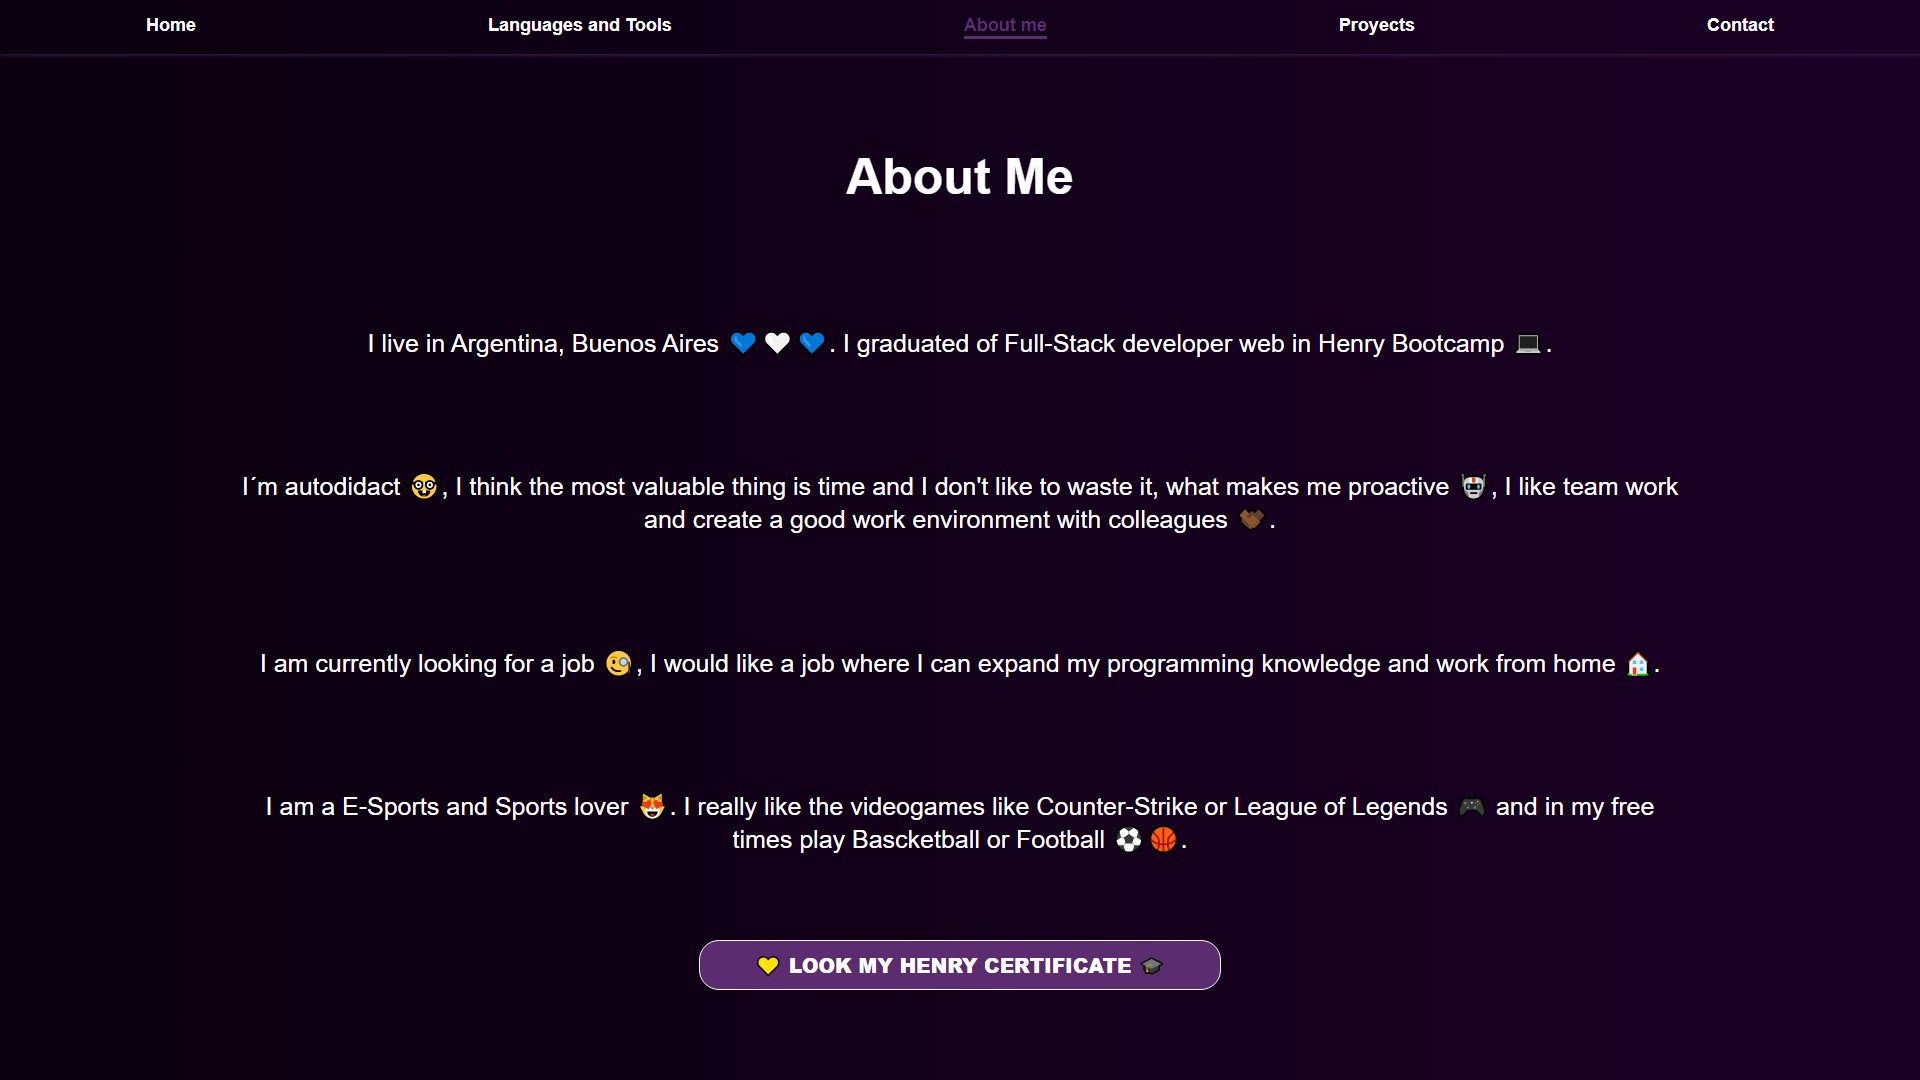 Home Languages and Tools About me Proyects Contact
About Me
I live in Argentina, Buenos Aires 💙🤍💙. I graduated of Full-Stack developer web in Henry Bootcamp 💻.
I´m autodidact 🤓, I think the most valuable thing is time and I don't like to waste it, what makes me proactive 🤖, I like team work
and create a good work environment with colleagues 🤝🏾.
I am currently looking for a job 🧐, I would like a job where I can expand my programming knowledge and work from home 🏠.
I am a E-Sports and Sports lover 😻. I really like the videogames like Counter-Strike or League of Legends 🎮 and in my free
times play Bascketball or Football ⚽🏀.
💛 LOOK MY HENRY CERTIFICATE 🎓